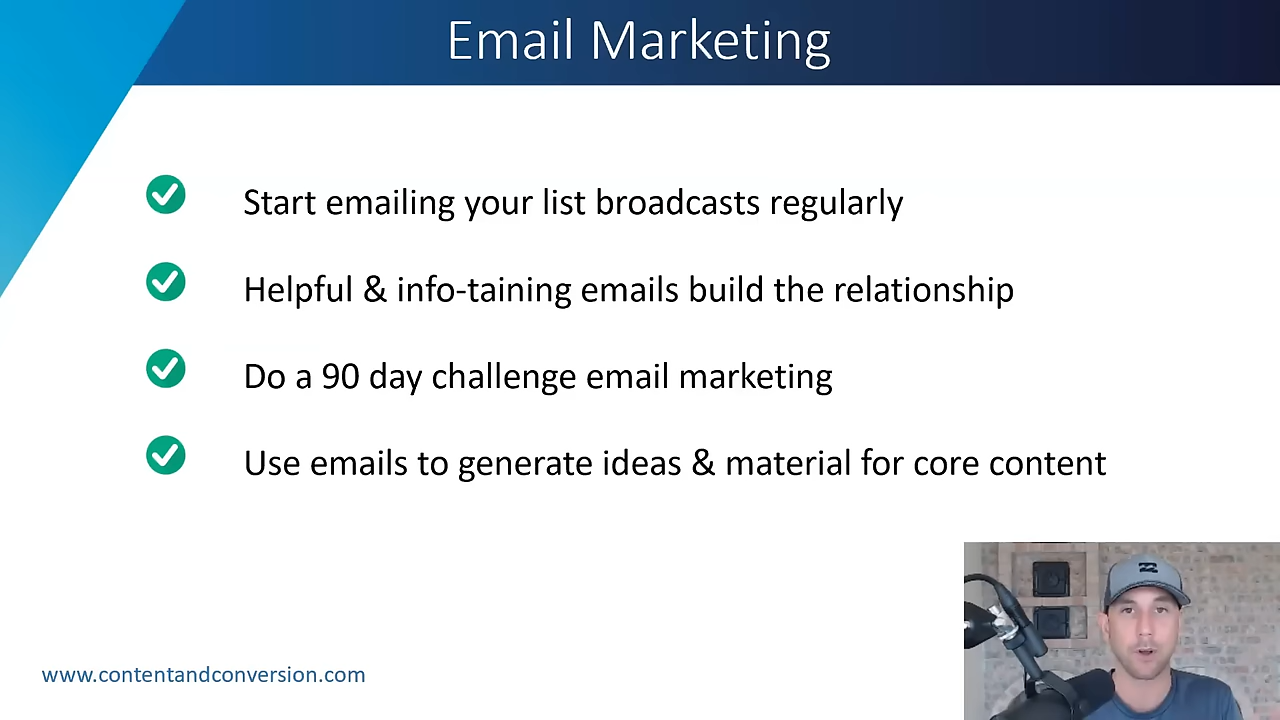 Email Marketing
Start emailing your list broadcasts regularly
Helpful & info-taining emails build the relationship
Do a 90 day challenge email marketing
Use emails to generate ideas & material for core content
www.contentandconversion.com